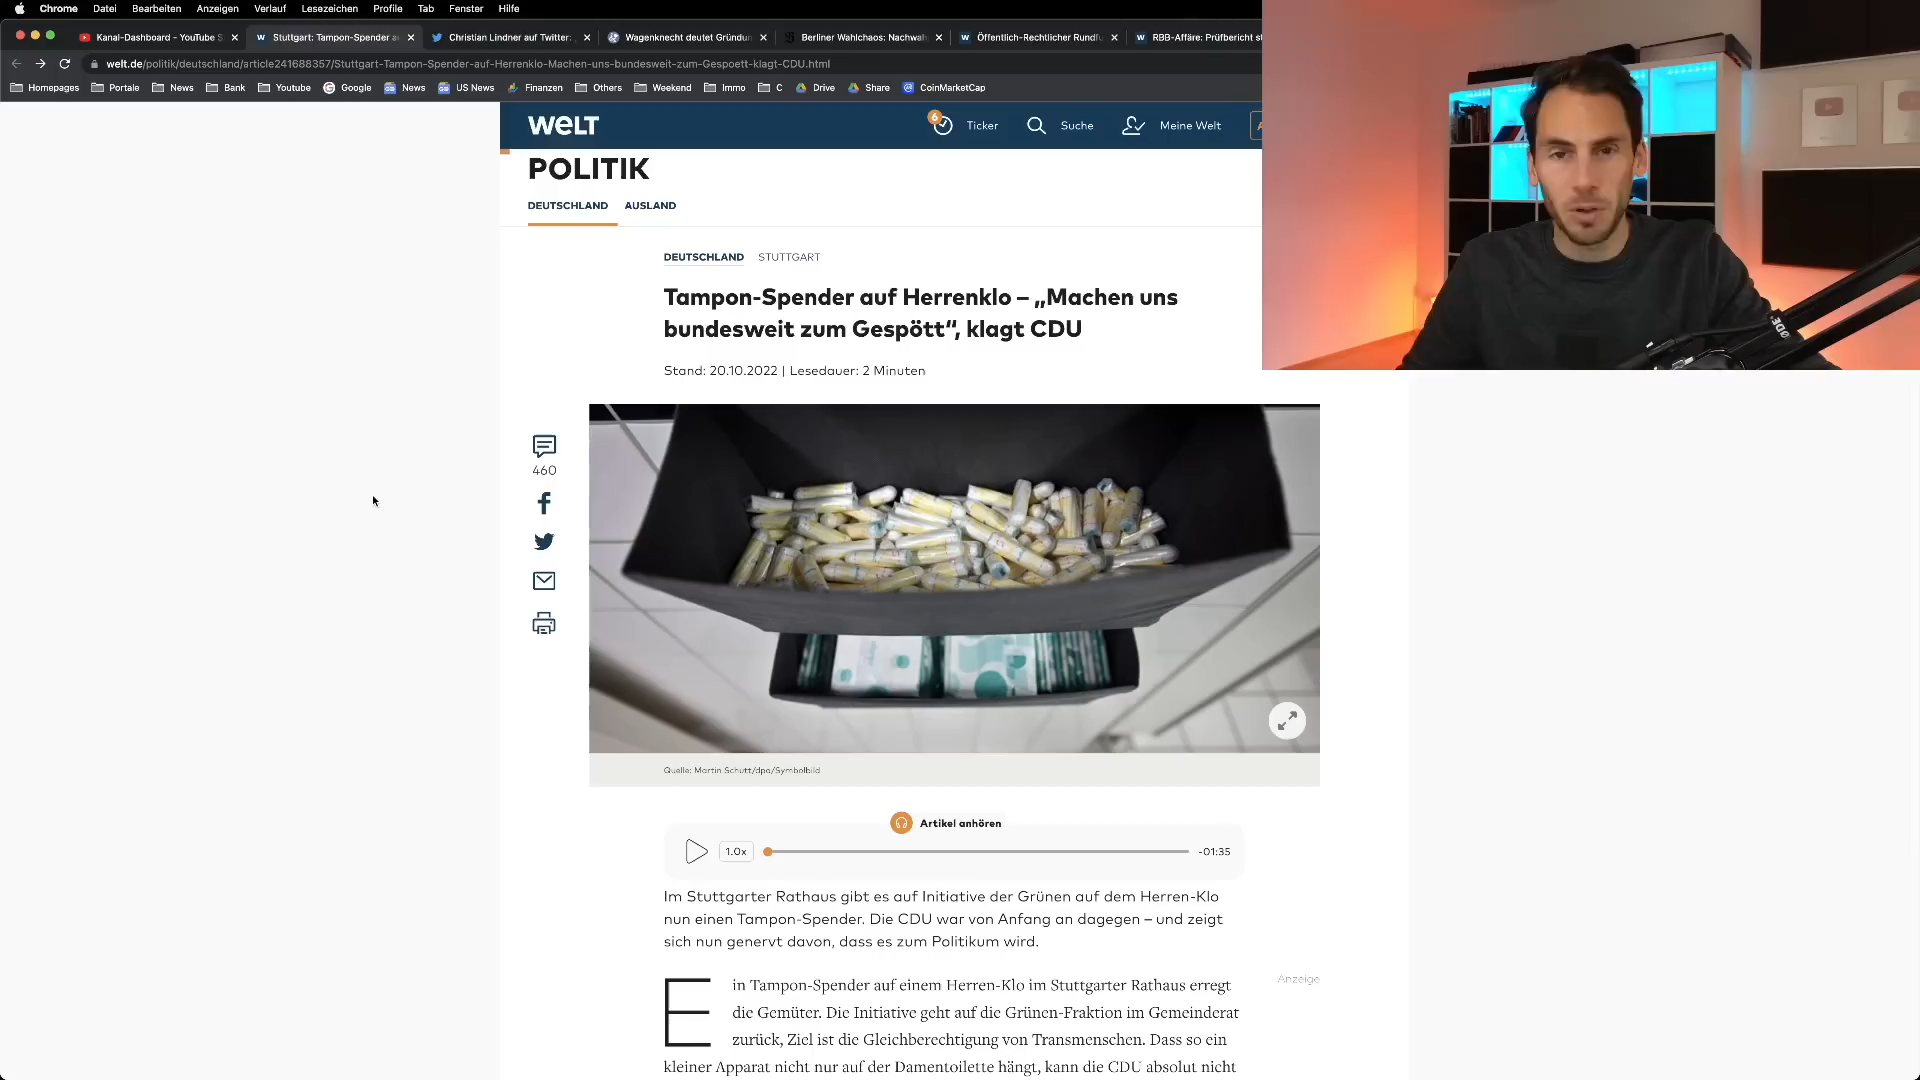 Chrome Datei Bearbeiten Anzeigen Verlauf Lesezeichen Profile Tab Fenster Hilfe
Kanal-Dashboard - YouTube S
Stuttgart: Tampon-Spender a
Christian Lindner auf Twitter:
Wagenknecht deutet Gründun
Berliner Wahlchaos: Nachwah
Öffentlich-Rechtlicher Rundfu
RBB-Affäre: Prüfbericht st
welt.de/politik/deutschland/article241688357/Stuttgart-Tampon-Spender-auf-Herrenklo-Machen-uns-bundesweit-zum-Gespoett-klagt-CDU.html
Homepages Portale News Bank Youtube Google News US News Finanzen Others Weekend Immo C Drive Share CoinMarketCap
WELT
6
Ticker
Suche
Meine Welt
POLITIK
DEUTSCHLAND AUSLAND
DEUTSCHLAND STUTTGART
Tampon-Spender auf Herrenklo – „Machen uns
bundesweit zum Gespött“, klagt CDU
Stand: 20.10.2022 | Lesedauer: 2 Minuten
460
Quelle: Martin Schutt/dpa/Symbolbild
Artikel anhören
1.0x
-01:35
Im Stuttgarter Rathaus gibt es auf Initiative der Grünen auf dem Herren-Klo
nun einen Tampon-Spender. Die CDU war von Anfang an dagegen – und zeigt
sich nun genervt davon, dass es zum Politikum wird.
Anzeige
Ein Tampon-Spender auf einem Herren-Klo im Stuttgarter Rathaus erregt
die Gemüter. Die Initiative geht auf die Grünen-Fraktion im Gemeinderat
zurück, Ziel ist die Gleichberechtigung von Transmenschen. Dass so ein
kleiner Apparat nicht nur auf der Damentoilette hängt, kann die CDU absolut nicht
RØDE